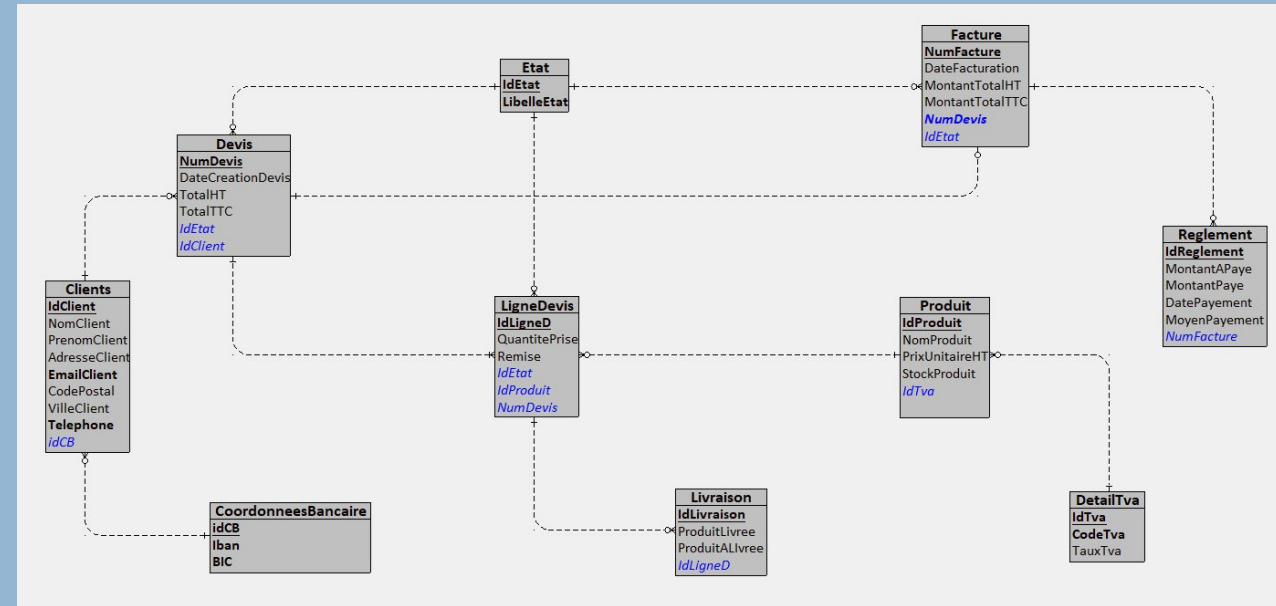 Facture
NumFacture
DateFacturation
MontantTotalHT
MontantTotalTTC
NumDevis
IdEtat
Etat
IdEtat
LibelleEtat
Devis
NumDevis
DateCreationDevis
TotalHT
TotalTTC
IdEtat
IdClient
Reglement
IdReglement
MontantAPaye
MontantPaye
DatePayement
MoyenPayement
NumFacture
Clients
IdClient
NomClient
PrenomClient
AdresseClient
EmailClient
CodePostal
VilleClient
Telephone
idCB
LigneDevis
IdLigneD
QuantitePrise
Remise
IdEtat
IdProduit
NumDevis
Produit
IdProduit
NomProduit
PrixUnitaireHT
StockProduit
IdTva
CoordonneesBancaire
idCB
Iban
BIC
Livraison
IdLivraison
ProduitLivree
ProduitALIvree
IdLigneD
DetailTva
IdTva
CodeTva
TauxTva